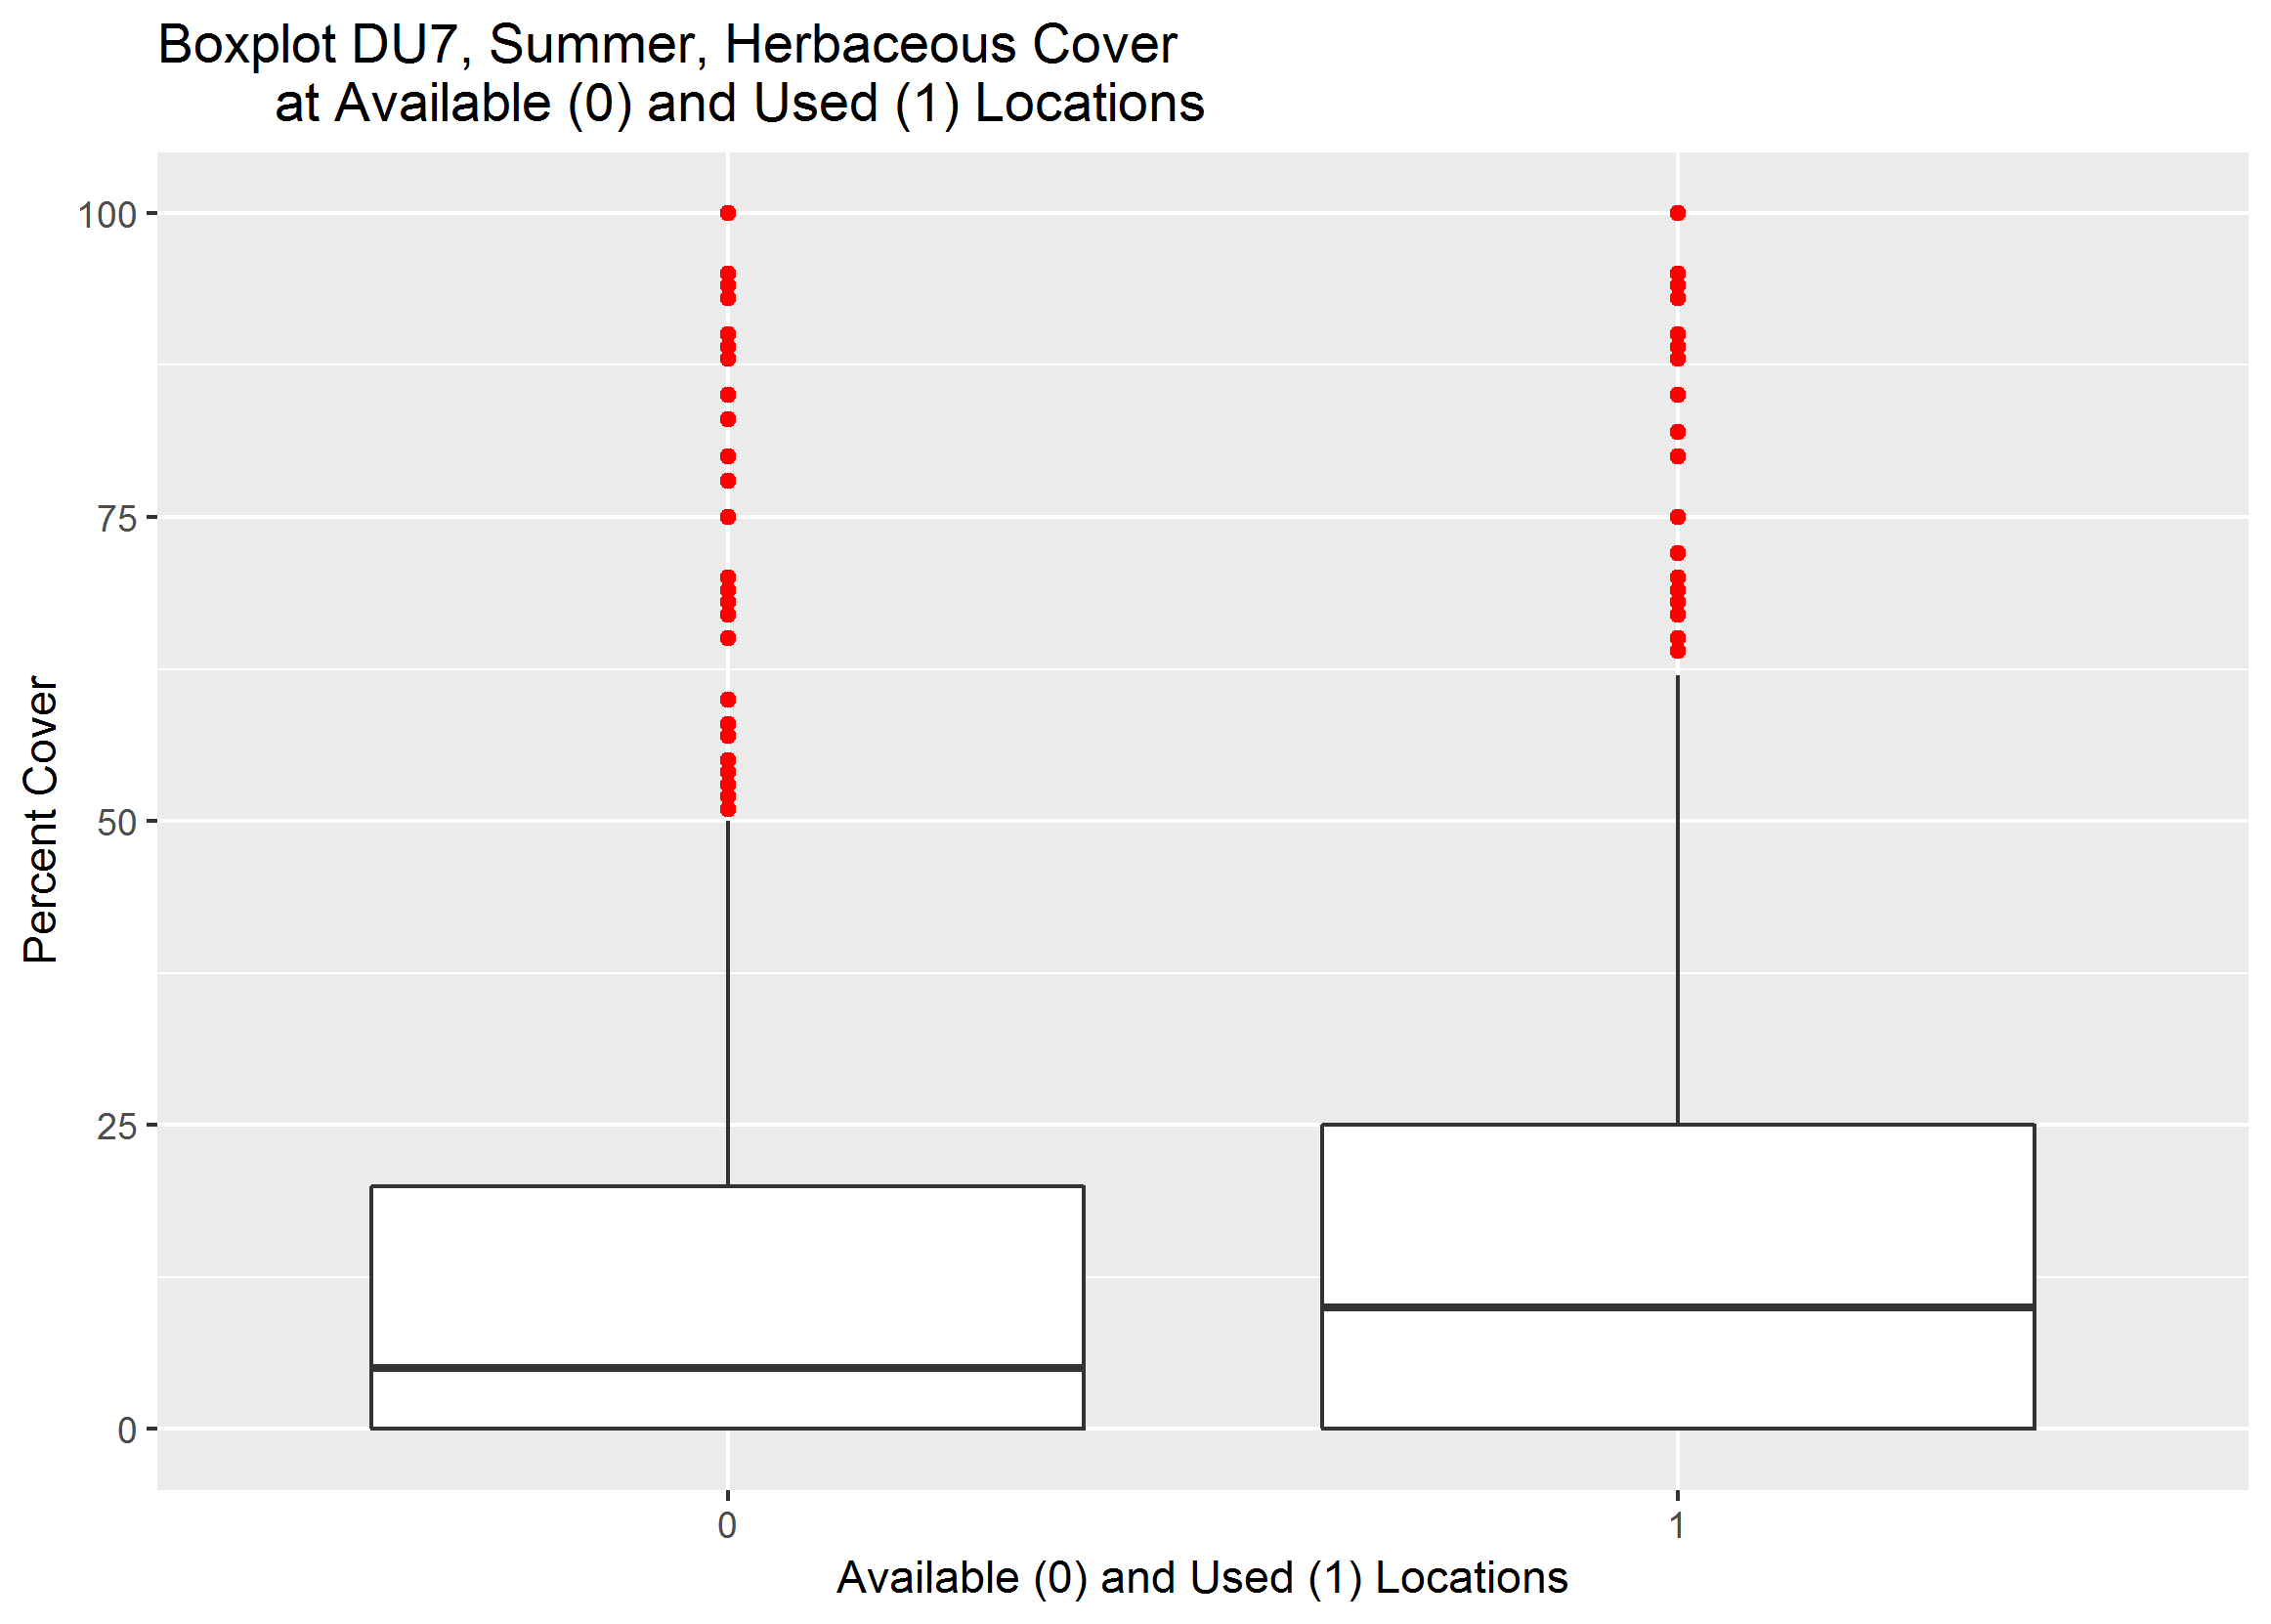 Boxplot DU7, Summer, Herbaceous Cover
at Available (0) and Used (1) Locations
100
75
50
25
0
Percent Cover
0
1
Available (0) and Used (1) Locations